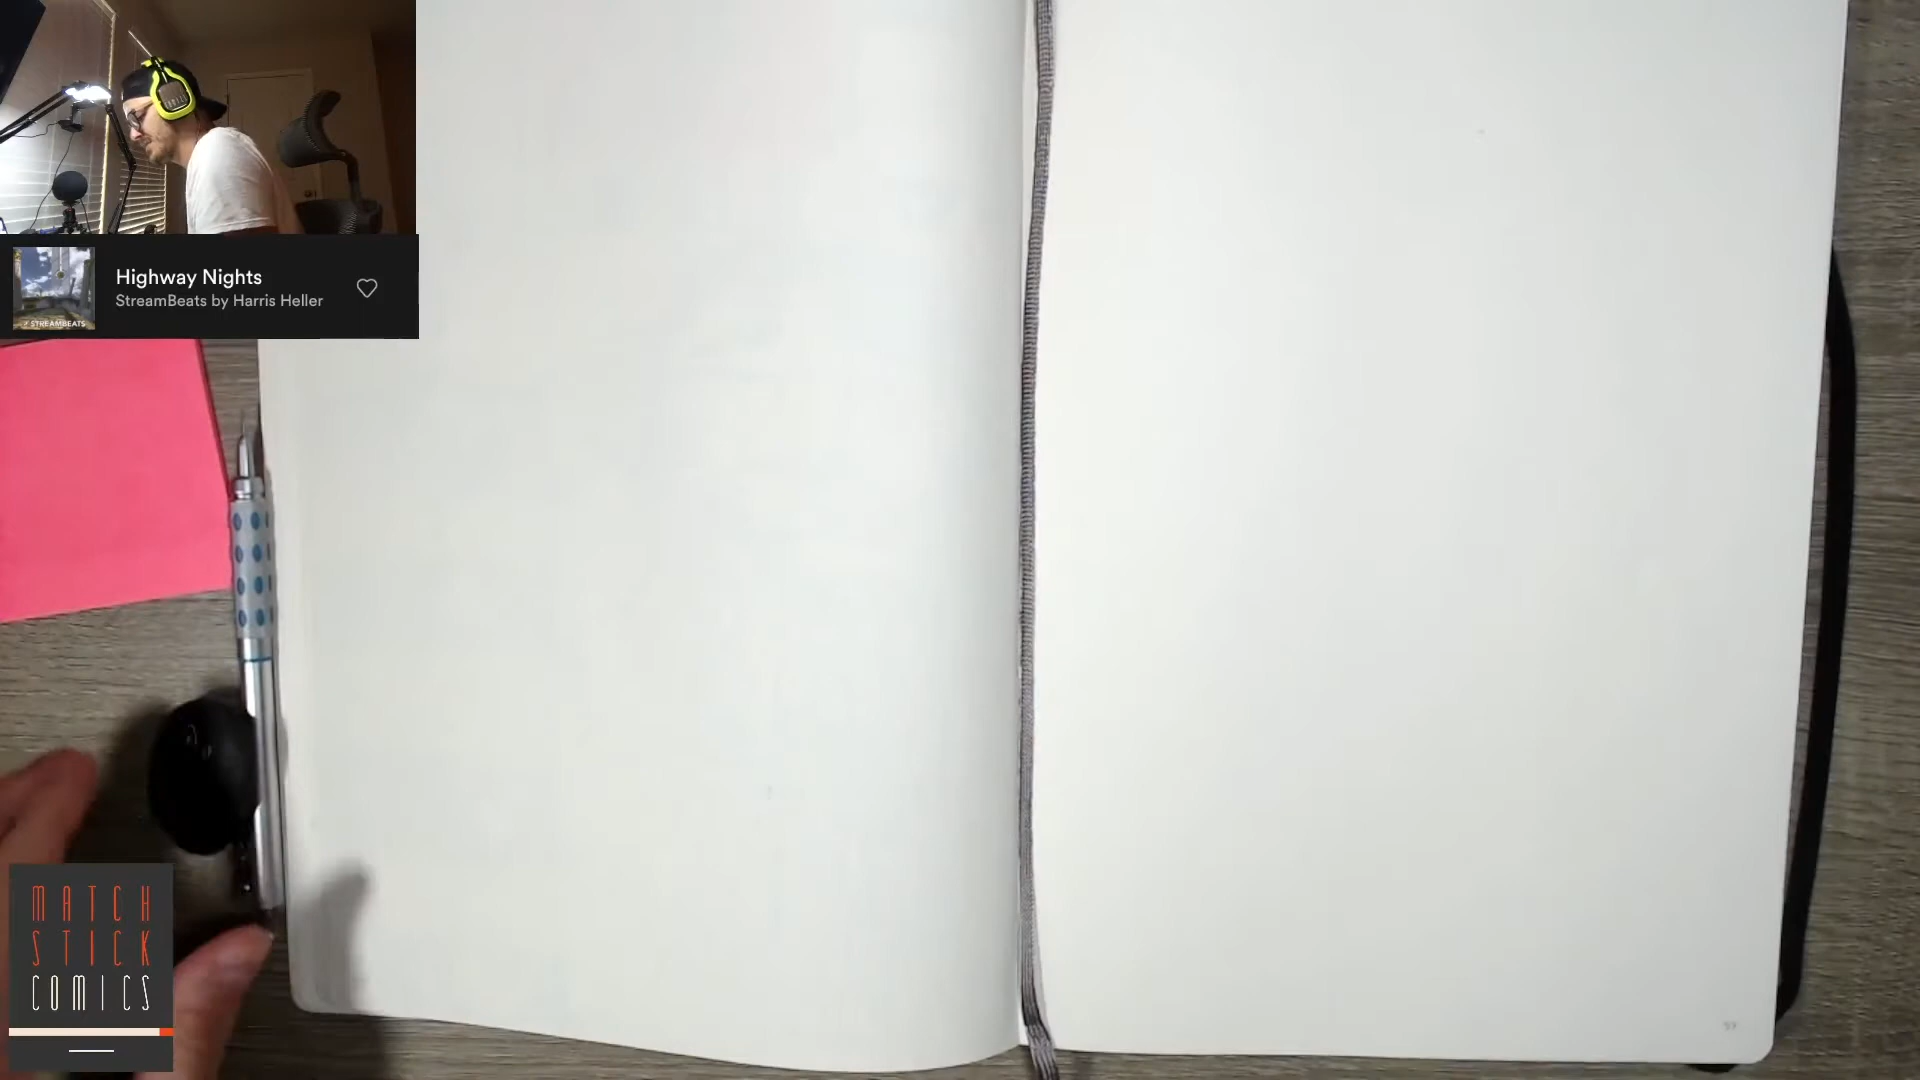 Highway Nights
StreamBeats by Harris Heller
STREAMBEATS
MATCH
STICK
COMICS